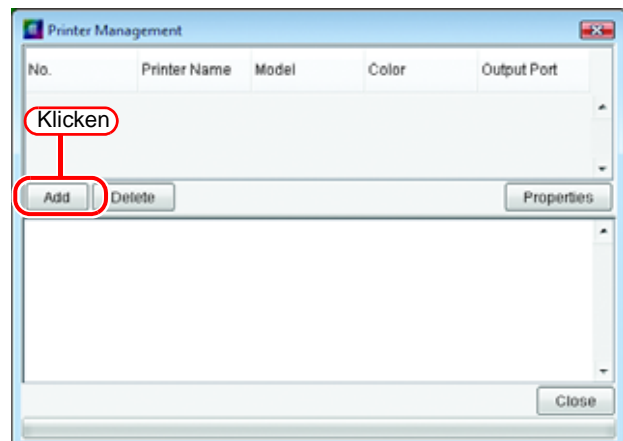 Printer Management
No. Printer Name Model Color Output Port
Klicken
Add Delete Properties
Close